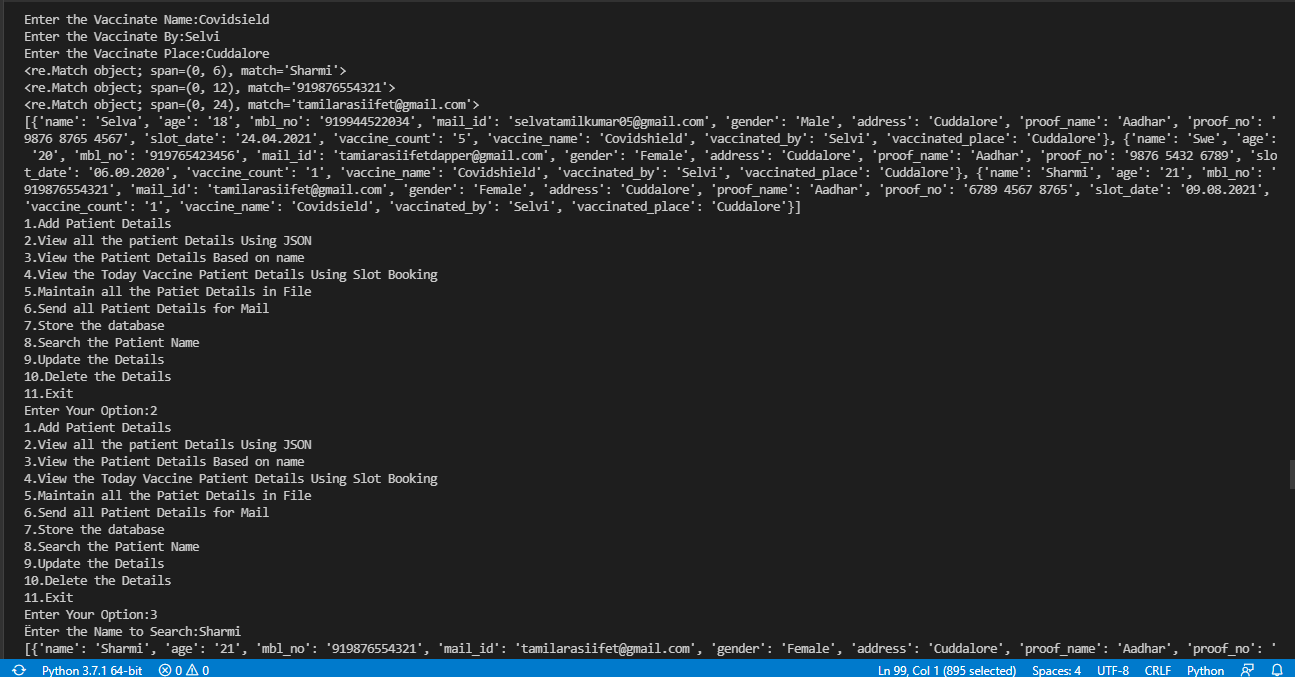 Enter the Vaccinate Name:Covidsield
Enter the Vaccinate By:Selvi
Enter the Vaccinate Place:Cuddalore
<re.Match object; span=(0, 6), match='Sharmi'>
<re.Match object; span=(0, 12), match='919876554321'>
<re.Match object; span=(0, 24), match='tamilarasiifet@gmail.com'>
[{'name': 'Selva', 'age': '18', 'mbl_no': '919944522034', 'mail_id': 'selvatamilkumar05@gmail.com', 'gender': 'Male', 'address': 'Cuddalore', 'proof_name': 'Aadhar', 'proof_no': '
9876 8765 4567', 'slot_date': '24.04.2021', 'vaccine_count': '5', 'vaccine_name': 'Covidshield', 'vaccinated_by': 'Selvi', 'vaccinated_place': 'Cuddalore'}, {'name': 'Swe', 'age':
'20', 'mbl_no': '919765423456', 'mail_id': 'tamiarasiifetdapper@gmail.com', 'gender': 'Female', 'address': 'Cuddalore', 'proof_name': 'Aadhar', 'proof_no': '9876 5432 6789', 'slo
t_date': '06.09.2020', 'vaccine_count': '1', 'vaccine_name': 'Covidshield', 'vaccinated_by': 'Selvi', 'vaccinated_place': 'Cuddalore'}, {'name': 'Sharmi', 'age': '21', 'mbl_no': '
919876554321', 'mail_id': 'tamilarasiifet@gmail.com', 'gender': 'Female', 'address': 'Cuddalore', 'proof_name': 'Aadhar', 'proof_no': '6789 4567 8765', 'slot_date': '09.08.2021',
'vaccine_count': '1', 'vaccine_name': 'Covidsield', 'vaccinated_by': 'Selvi', 'vaccinated_place': 'Cuddalore'}]
1.Add Patient Details
2.View all the patient Details Using JSON
3.View the Patient Details Based on name
4.View the Today Vaccine Patient Details Using Slot Booking
5.Maintain all the Patiet Details in File
6.Send all Patient Details for Mail
7.Store the database
8.Search the Patient Name
9.Update the Details
10.Delete the Details
11.Exit
Enter Your Option:2
1.Add Patient Details
2.View all the patient Details Using JSON
3.View the Patient Details Based on name
4.View the Today Vaccine Patient Details Using Slot Booking
5.Maintain all the Patiet Details in File
6.Send all Patient Details for Mail
7.Store the database
8.Search the Patient Name
9.Update the Details
10.Delete the Details
11.Exit
Enter Your Option:3
Enter the Name to Search:Sharmi
[{'name': 'Sharmi', 'age': '21', 'mbl_no': '919876554321', 'mail_id': 'tamilarasiifet@gmail.com', 'gender': 'Female', 'address': 'Cuddalore', 'proof_name': 'Aadhar', 'proof_no': '
Python 3.7.1 64-bit 0 0 Ln 99, Col 1 (895 selected) Spaces: 4 UTF-8 CRLF Python